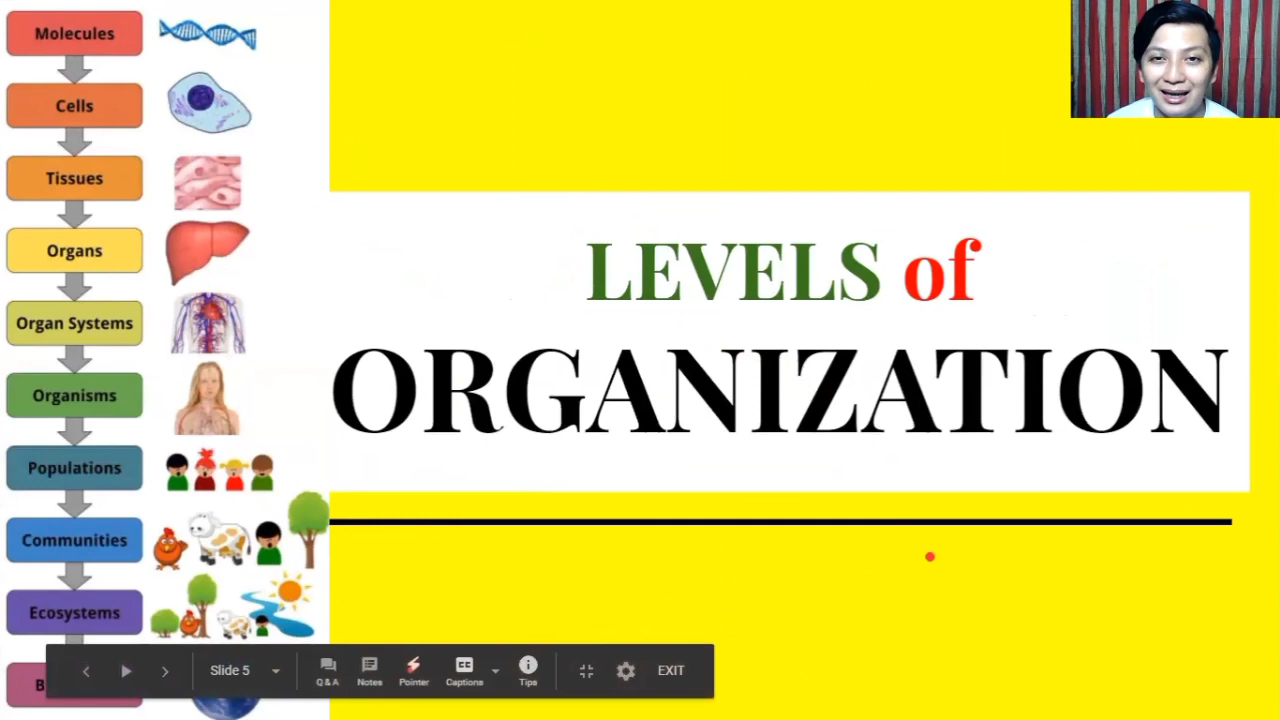 Molecules
Cells
Tissues
Organs
Organ Systems
Organisms
Populations
Communities
Ecosystems
B
LEVELS of
ORGANIZATION
Slide 5
Q & A
Notes
Pointer
CC
Captions
Tips
EXIT